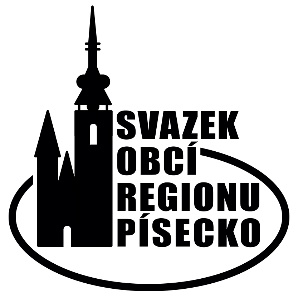 SVAZEK
OBCÍ
REGIONU
PÍSECKO